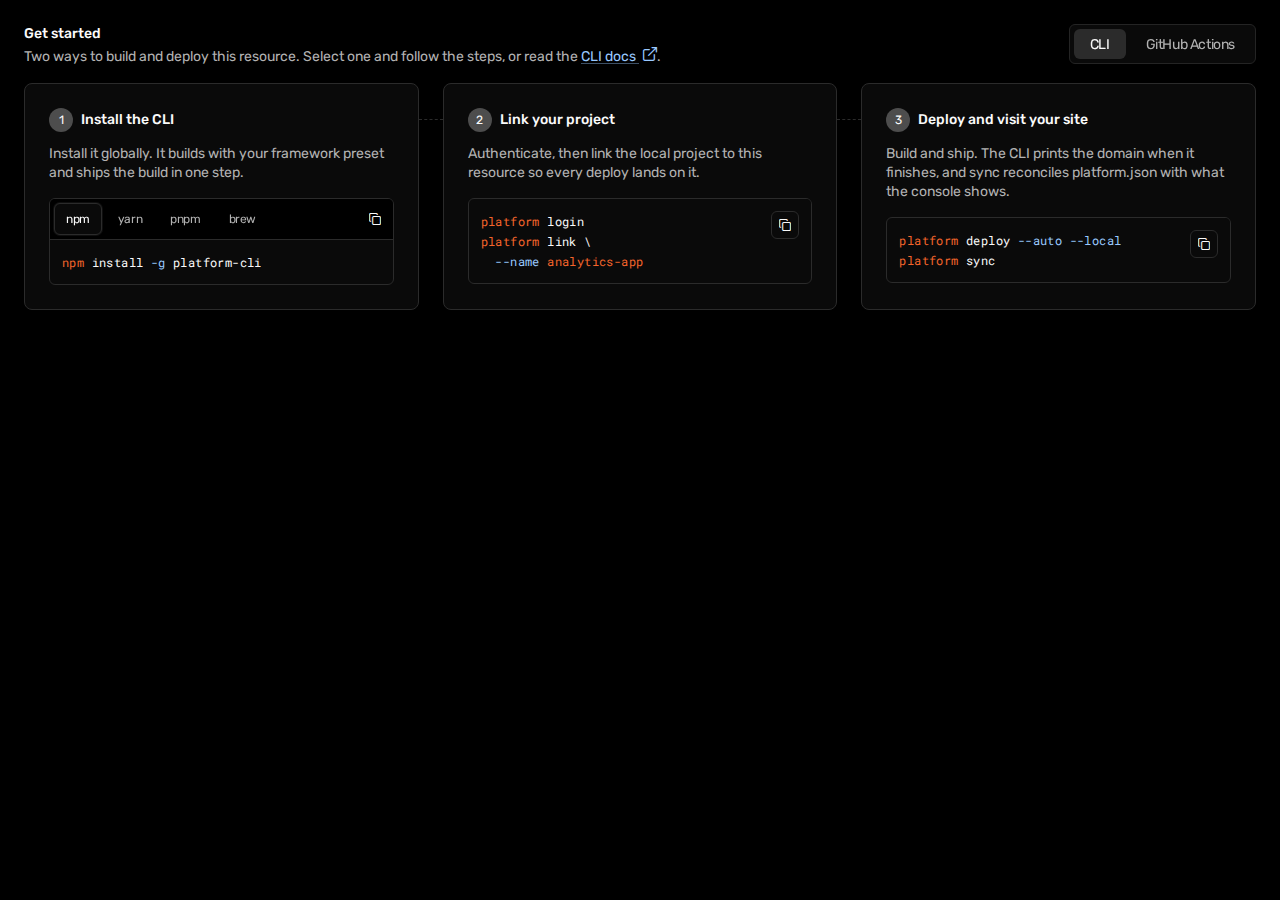 Get started
Two ways to build and deploy this resource. Select one and follow the steps, or read the CLI docs.
CLI
GitHub Actions
1 Install the CLI
Install it globally. It builds with your framework preset
and ships the build in one step.
npm yarn pnpm brew
npm install -g platform-cli
2 Link your project
Authenticate, then link the local project to this
resource so every deploy lands on it.
platform login
platform link \
--name analytics-app
3 Deploy and visit your site
Build and ship. The CLI prints the domain when it
finishes, and sync reconciles platform.json with what
the console shows.
platform deploy --auto --local
platform sync